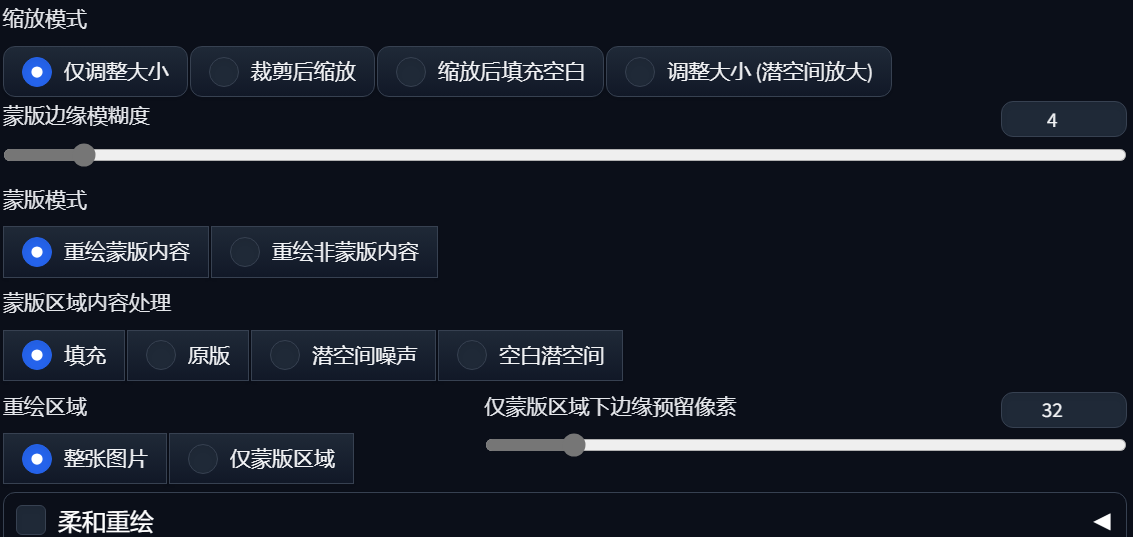 缩放模式
仅调整大小 裁剪后缩放 缩放后填充空白 调整大小 (潜空间放大)
蒙版边缘模糊度 4
蒙版模式
重绘蒙版内容 重绘非蒙版内容
蒙版区域内容处理
填充 原版 潜空间噪声 空白潜空间
重绘区域 仅蒙版区域下边缘预留像素 32
整张图片 仅蒙版区域
柔和重绘